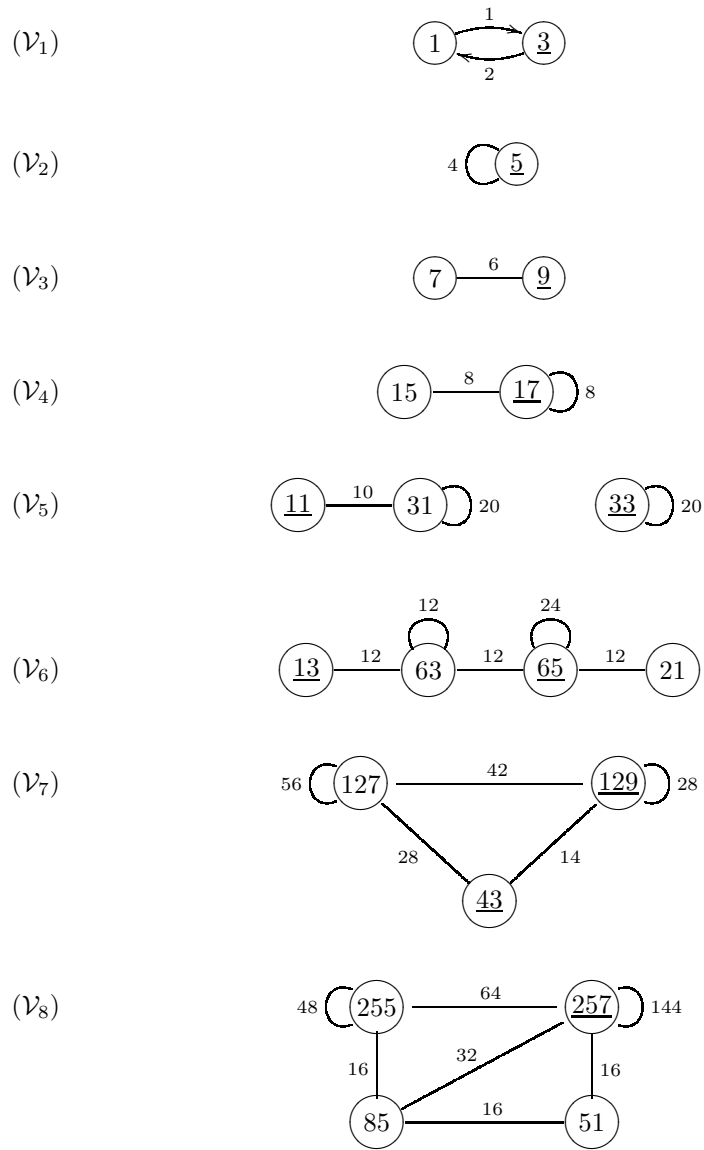 1
(𝒱₁) 1 3
2
(𝒱₂) 4 5
6
(𝒱₃) 7 9
8
(𝒱₄) 15 17 8
10
(𝒱₅) 11 31 20 33 20
12 24
12 12 12
(𝒱₆) 13 63 65 21
42
(𝒱₇) 56 127 129 28
28 14
43
64
(𝒱₈) 48 255 257 144
32
16 16
16
85 51